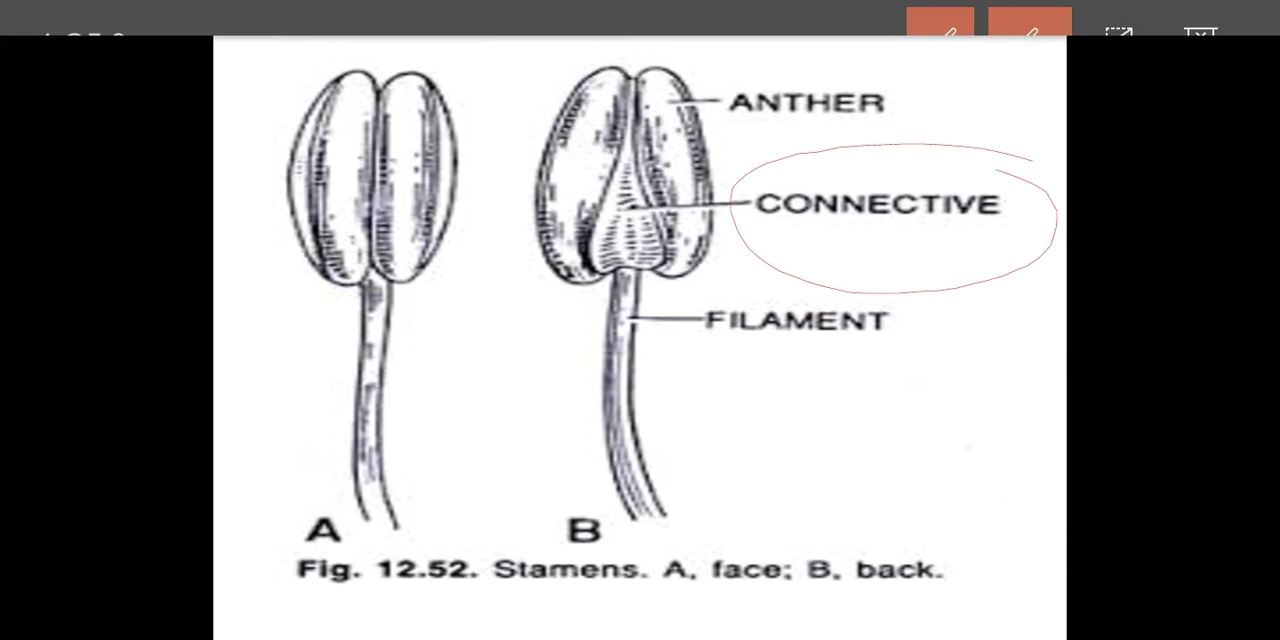 ANTHER
CONNECTIVE
FILAMENT
A
B
Fig. 12.52. Stamens. A, face; B, back.